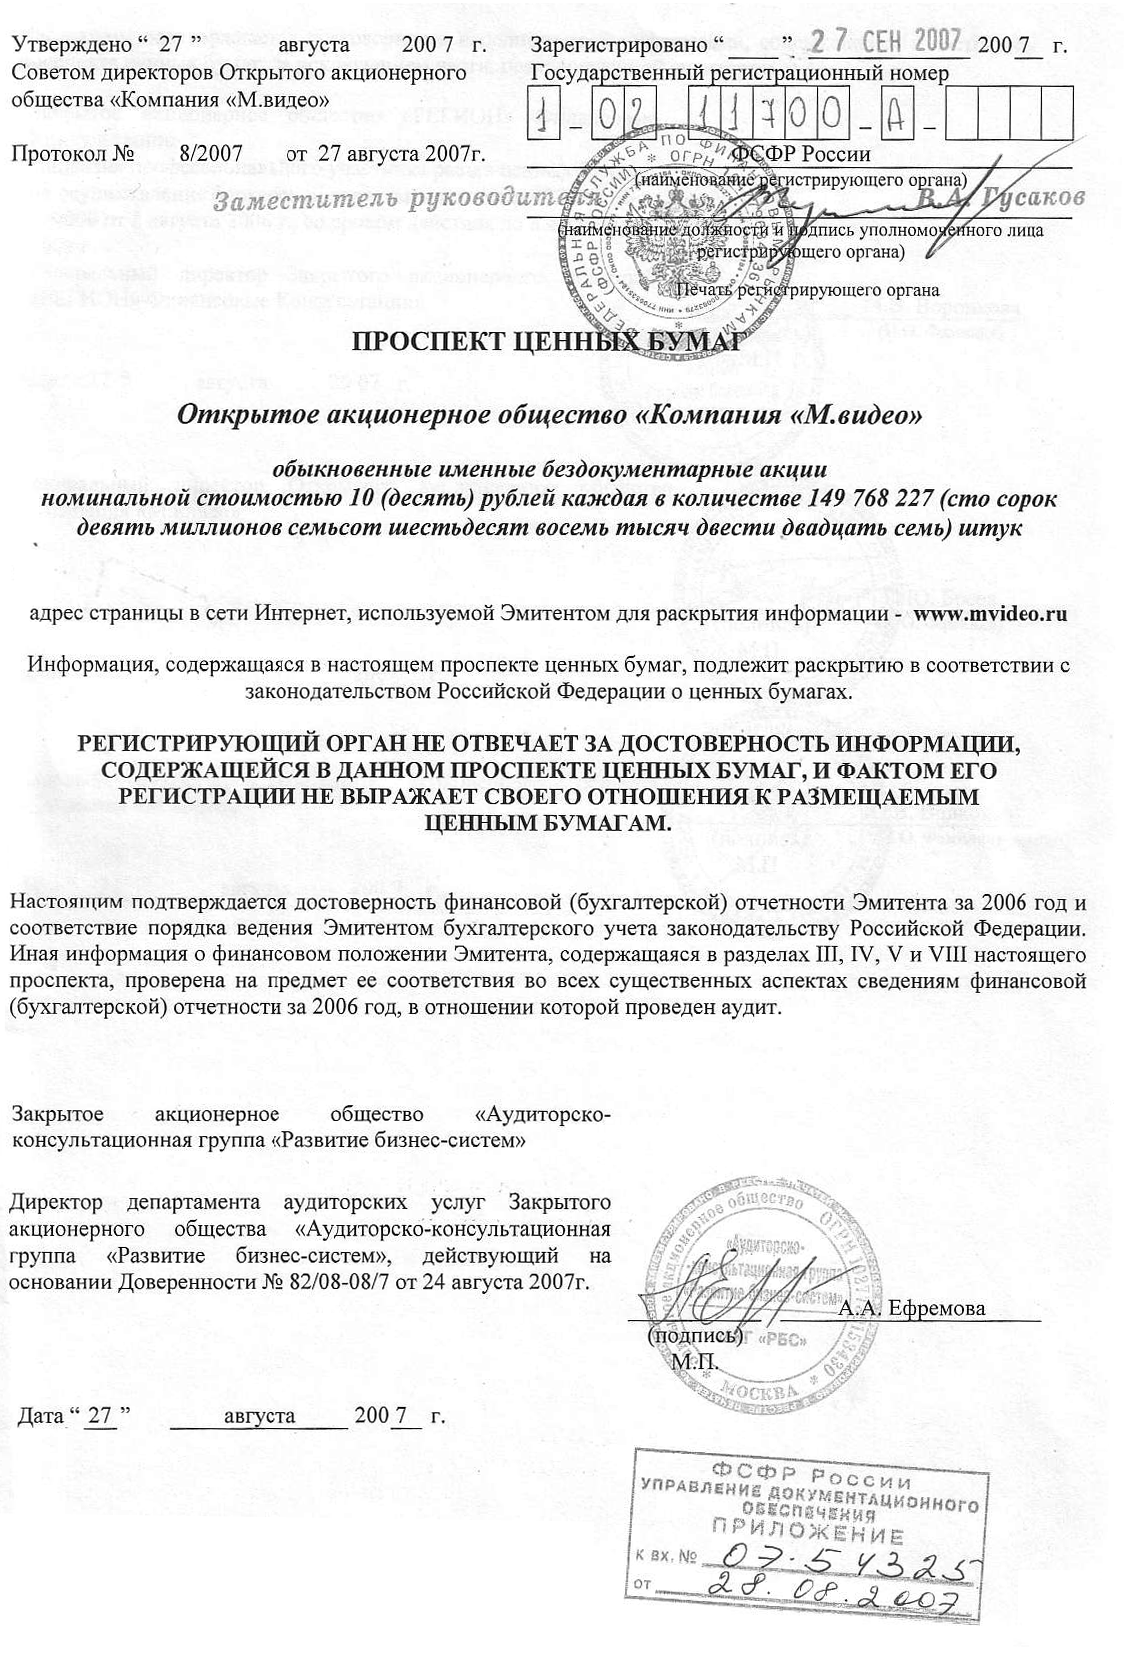 Утверждено “ 27 ” августа 200 7 г.
Советом директоров Открытого акционерного
общества «Компания «М.видео»
Протокол № 8/2007 от 27 августа 2007г.
Зарегистрировано “ ” 27 СЕН 2007 200 7 г.
Государственный регистрационный номер
1 – 02 11700 – А –
ФСФР России
(наименование регистрирующего органа)
Заместитель руководителя В.А. Гусаков
наименование должности и подпись уполномоченного лица
регистрирующего органа)
Печать регистрирующего органа
ПРОСПЕКТ ЦЕННЫХ БУМАГ
Открытое акционерное общество «Компания «М.видео»
обыкновенные именные бездокументарные акции
номинальной стоимостью 10 (десять) рублей каждая в количестве 149 768 227 (сто сорок
девять миллионов семьсот шестьдесят восемь тысяч двести двадцать семь) штук
адрес страницы в сети Интернет, используемой Эмитентом для раскрытия информации - www.mvideo.ru
Информация, содержащаяся в настоящем проспекте ценных бумаг, подлежит раскрытию в соответствии с
законодательством Российской Федерации о ценных бумагах.
РЕГИСТРИРУЮЩИЙ ОРГАН НЕ ОТВЕЧАЕТ ЗА ДОСТОВЕРНОСТЬ ИНФОРМАЦИИ,
СОДЕРЖАЩЕЙСЯ В ДАННОМ ПРОСПЕКТЕ ЦЕННЫХ БУМАГ, И ФАКТОМ ЕГО
РЕГИСТРАЦИИ НЕ ВЫРАЖАЕТ СВОЕГО ОТНОШЕНИЯ К РАЗМЕЩАЕМЫМ
ЦЕННЫМ БУМАГАМ.
Настоящим подтверждается достоверность финансовой (бухгалтерской) отчетности Эмитента за 2006 год и
соответствие порядка ведения Эмитентом бухгалтерского учета законодательству Российской Федерации.
Иная информация о финансовом положении Эмитента, содержащаяся в разделах III, IV, V и VIII настоящего
проспекта, проверена на предмет ее соответствия во всех существенных аспектах сведениям финансовой
(бухгалтерской) отчетности за 2006 год, в отношении которой проведен аудит.
Закрытое акционерное общество «Аудиторско-
консультационная группа «Развитие бизнес-систем»
Директор департамента аудиторских услуг Закрытого
акционерного общества «Аудиторско-консультационная
группа «Развитие бизнес-систем», действующий на
основании Доверенности № 82/08-08/7 от 24 августа 2007г.
«Аудиторско-
консультационная группа
«Развитие бизнес-систем»
«РБС»
МОСКВА
А.А. Ефремова
(подпись)
М.П.
Дата “ 27 ” августа 200 7 г.
ФСФР РОССИИ
УПРАВЛЕНИЕ ДОКУМЕНТАЦИОННОГО
ОБЕСПЕЧЕНИЯ
ПРИЛОЖЕНИЕ
К ВХ. № 07-54325
ОТ 28.08.2007